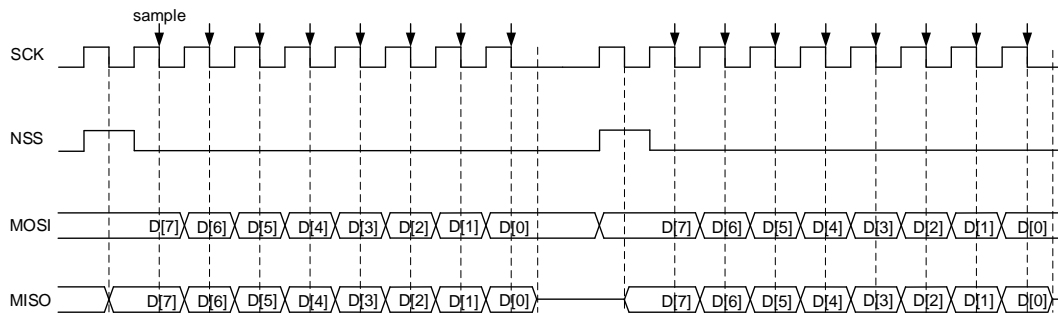 sample
SCK
NSS
MOSI D[7] D[6] D[5] D[4] D[3] D[2] D[1] D[0] D[7] D[6] D[5] D[4] D[3] D[2] D[1] D[0]
MISO D[7] D[6] D[5] D[4] D[3] D[2] D[1] D[0] D[7] D[6] D[5] D[4] D[3] D[2] D[1] D[0]